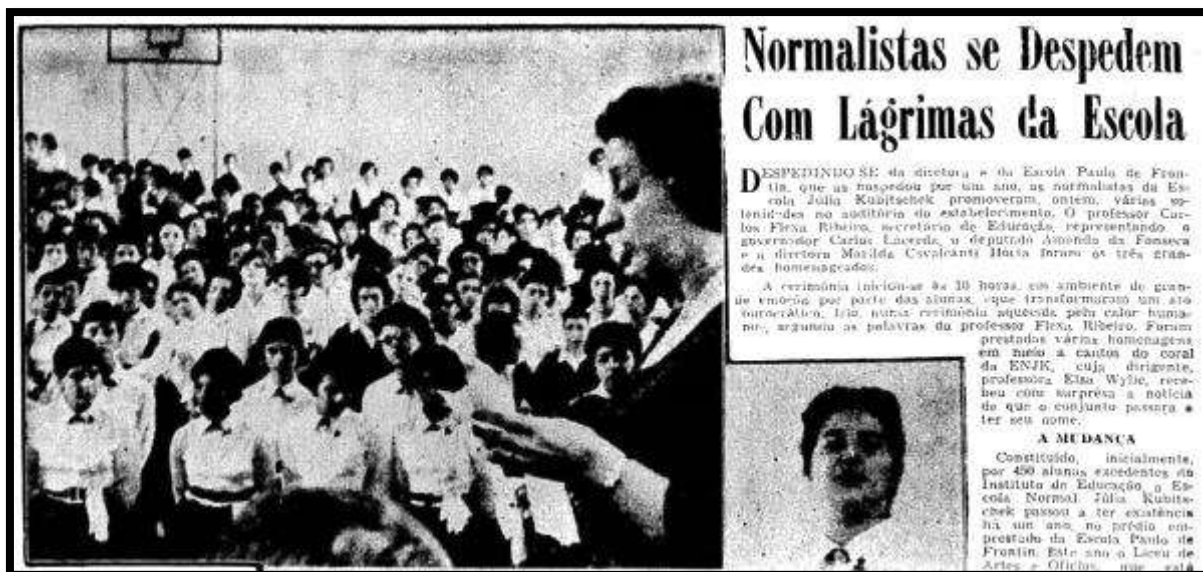 Normalistas se Despedem
Com Lágrimas da Escola
DESPEDINDO SE da diretora e da Escola Paulo de Fron-
tin, que as hospedou por um ano, as normalistas da Es-
cola Júlia Kubitschek promoveram, ontem, várias so-
lenidades no auditório do estabelecimento. O professor Car-
los Flexa Ribeiro, secretário de Educação, representando o
governador Carlos Lacerda, o deputado Amando da Fonseca
e a diretora Marilda Cavalcanti foram os três gran-
des homenageados.
A cerimônia iniciou-se às 10 horas, em ambiente de gran-
de emoção por parte das alunas, que transformaram um ato
burocrático, frio, numa cerimônia aquecida pelo calor huma-
no, segundo as palavras do professor Flexa Ribeiro. Foram
prestadas várias homenagens
em meio a cantos do coral
da ENJK, cuja dirigente,
professôra Elsa Wylie, rece-
beu com surprêsa a notícia
de que o conjunto passará a
ter seu nome.
A MUDANÇA
Constituído, inicialmente,
por 450 alunas excedentes do
Instituto de Educação, a Es-
cola Normal Júlia Kubits-
chek passou a ter existência
há um ano, no prédio em-
prestado da Escola Paulo de
Frontin. Este ano o Liceu de
Artes e Ofícios, que está